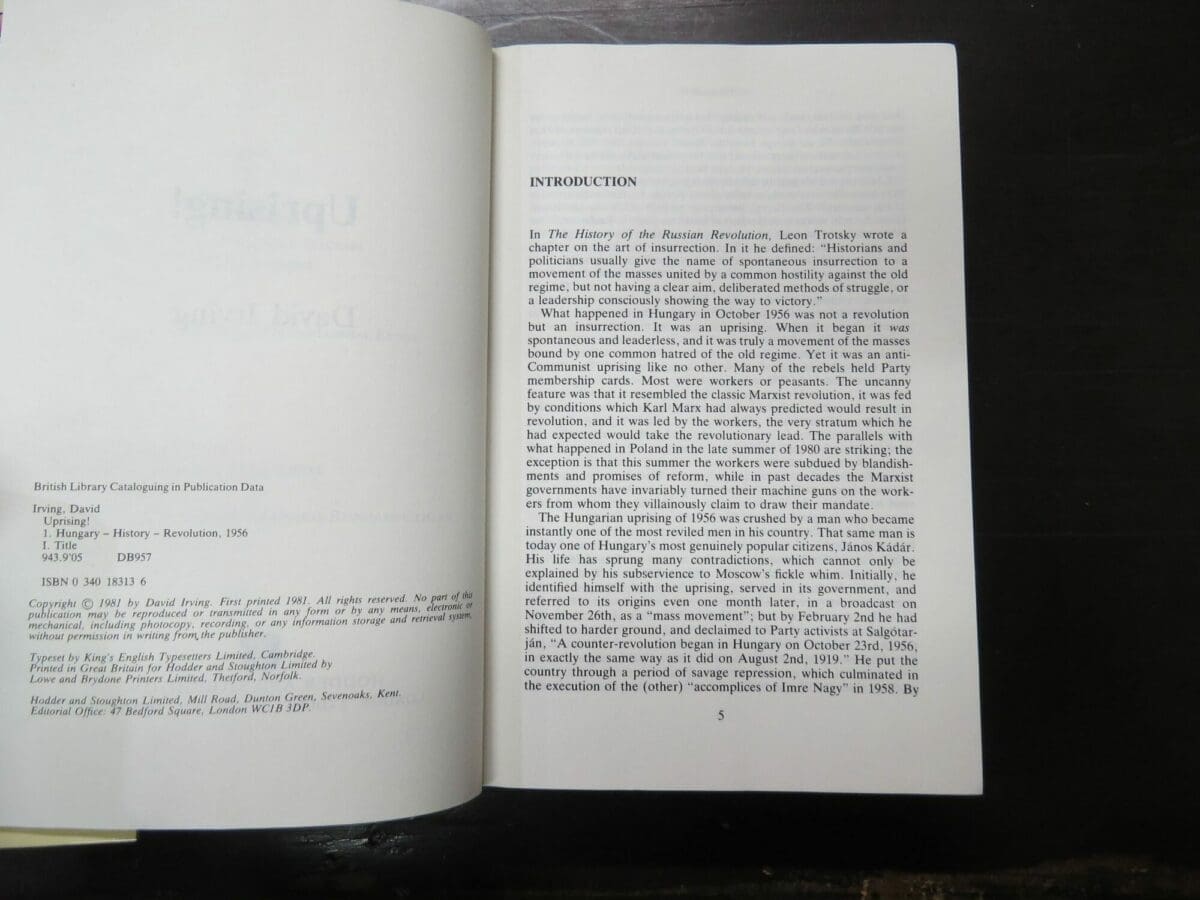 British Library Cataloguing in Publication Data
Irving, David
Uprising!
1. Hungary – History – Revolution, 1956
I. Title
943.9'05 DB957
ISBN 0 340 18313 6
Copyright © 1981 by David Irving. First printed 1981. All rights reserved. No part of this
publication may be reproduced or transmitted in any form or by any means, electronic or
mechanical, including photocopy, recording, or any information storage and retrieval system,
without permission in writing from the publisher.
Typeset by King's English Typesetters Limited, Cambridge.
Printed in Great Britain for Hodder and Stoughton Limited by
Lowe and Brydone Printers Limited, Thetford, Norfolk.
Hodder and Stoughton Limited, Mill Road, Dunton Green, Sevenoaks, Kent.
Editorial Office: 47 Bedford Square, London WC1B 3DP.
INTRODUCTION
In The History of the Russian Revolution, Leon Trotsky wrote a
chapter on the art of insurrection. In it he defined: “Historians and
politicians usually give the name of spontaneous insurrection to a
movement of the masses united by a common hostility against the old
regime, but not having a clear aim, deliberated methods of struggle, or
a leadership consciously showing the way to victory.”
What happened in Hungary in October 1956 was not a revolution
but an insurrection. It was an uprising. When it began it was
spontaneous and leaderless, and it was truly a movement of the masses
bound by one common hatred of the old regime. Yet it was an anti-
Communist uprising like no other. Many of the rebels held Party
membership cards. Most were workers or peasants. The uncanny
feature was that it resembled the classic Marxist revolution, it was fed
by conditions which Karl Marx had always predicted would result in
revolution, and it was led by the workers, the very stratum which he
had expected would take the revolutionary lead. The parallels with
what happened in Poland in the late summer of 1980 are striking; the
exception is that this summer the workers were subdued by blandish-
ments and promises of reform, while in past decades the Marxist
governments have invariably turned their machine guns on the work-
ers from whom they villainously claim to draw their mandate.
The Hungarian uprising of 1956 was crushed by a man who became
instantly one of the most reviled men in his country. That same man is
today one of Hungary's most genuinely popular citizens, János Kádár.
His life has sprung many contradictions, which cannot only be
explained by his subservience to Moscow's fickle whim. Initially, he
identified himself with the uprising, served in its government, and
referred to its origins even one month later, in a broadcast on
November 26th, as a “mass movement”; but by February 2nd he had
shifted to harder ground, and declaimed to Party activists at Salgótar-
ján, “A counter-revolution began in Hungary on October 23rd, 1956,
in exactly the same way as it did on August 2nd, 1919.” He put the
country through a period of savage repression, which culminated in
the execution of the (other) “accomplices of Imre Nagy” in 1958. By
5